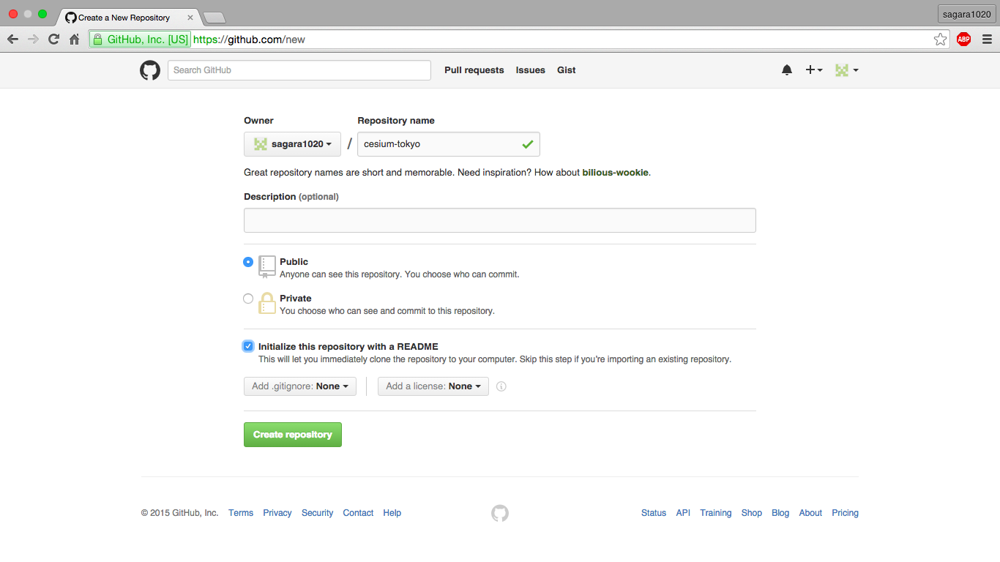 Create a New Repository
sagara1020
GitHub, Inc. [US] https://github.com/new
ABP
Search GitHub Pull requests Issues Gist
Owner Repository name
sagara1020 / cesium-tokyo
Great repository names are short and memorable. Need inspiration? How about bilious-wookie.
Description (optional)
Public
Anyone can see this repository. You choose who can commit.
Private
You choose who can see and commit to this repository.
Initialize this repository with a README
This will let you immediately clone the repository to your computer. Skip this step if you're importing an existing repository.
Add .gitignore: None Add a license: None
Create repository
© 2015 GitHub, Inc. Terms Privacy Security Contact Help Status API Training Shop Blog About Pricing